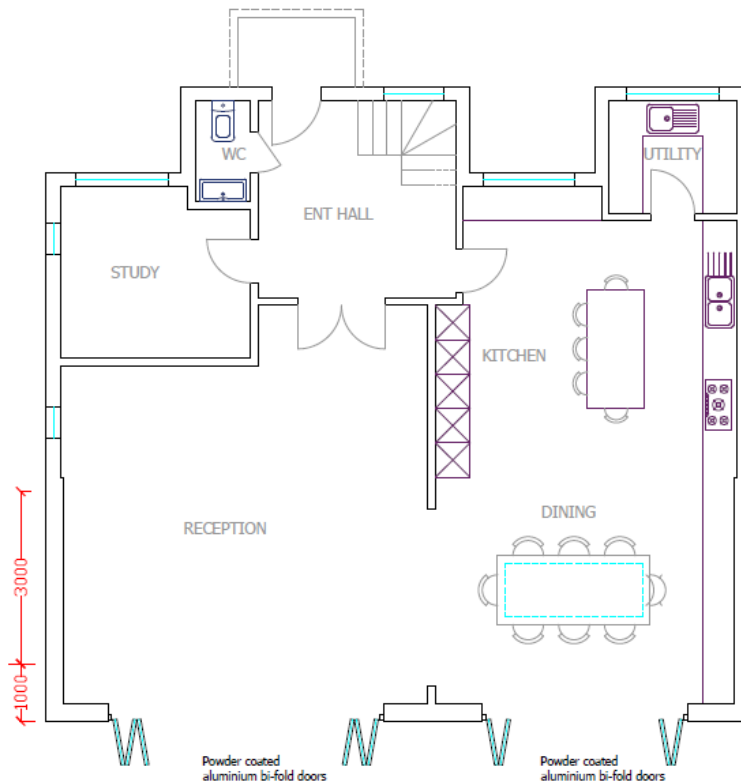 WC
UTILITY
ENT HALL
STUDY
KITCHEN
DINING
RECEPTION
3000
1000
Powder coated
aluminium bi-fold doors
Powder coated
aluminium bi-fold doors